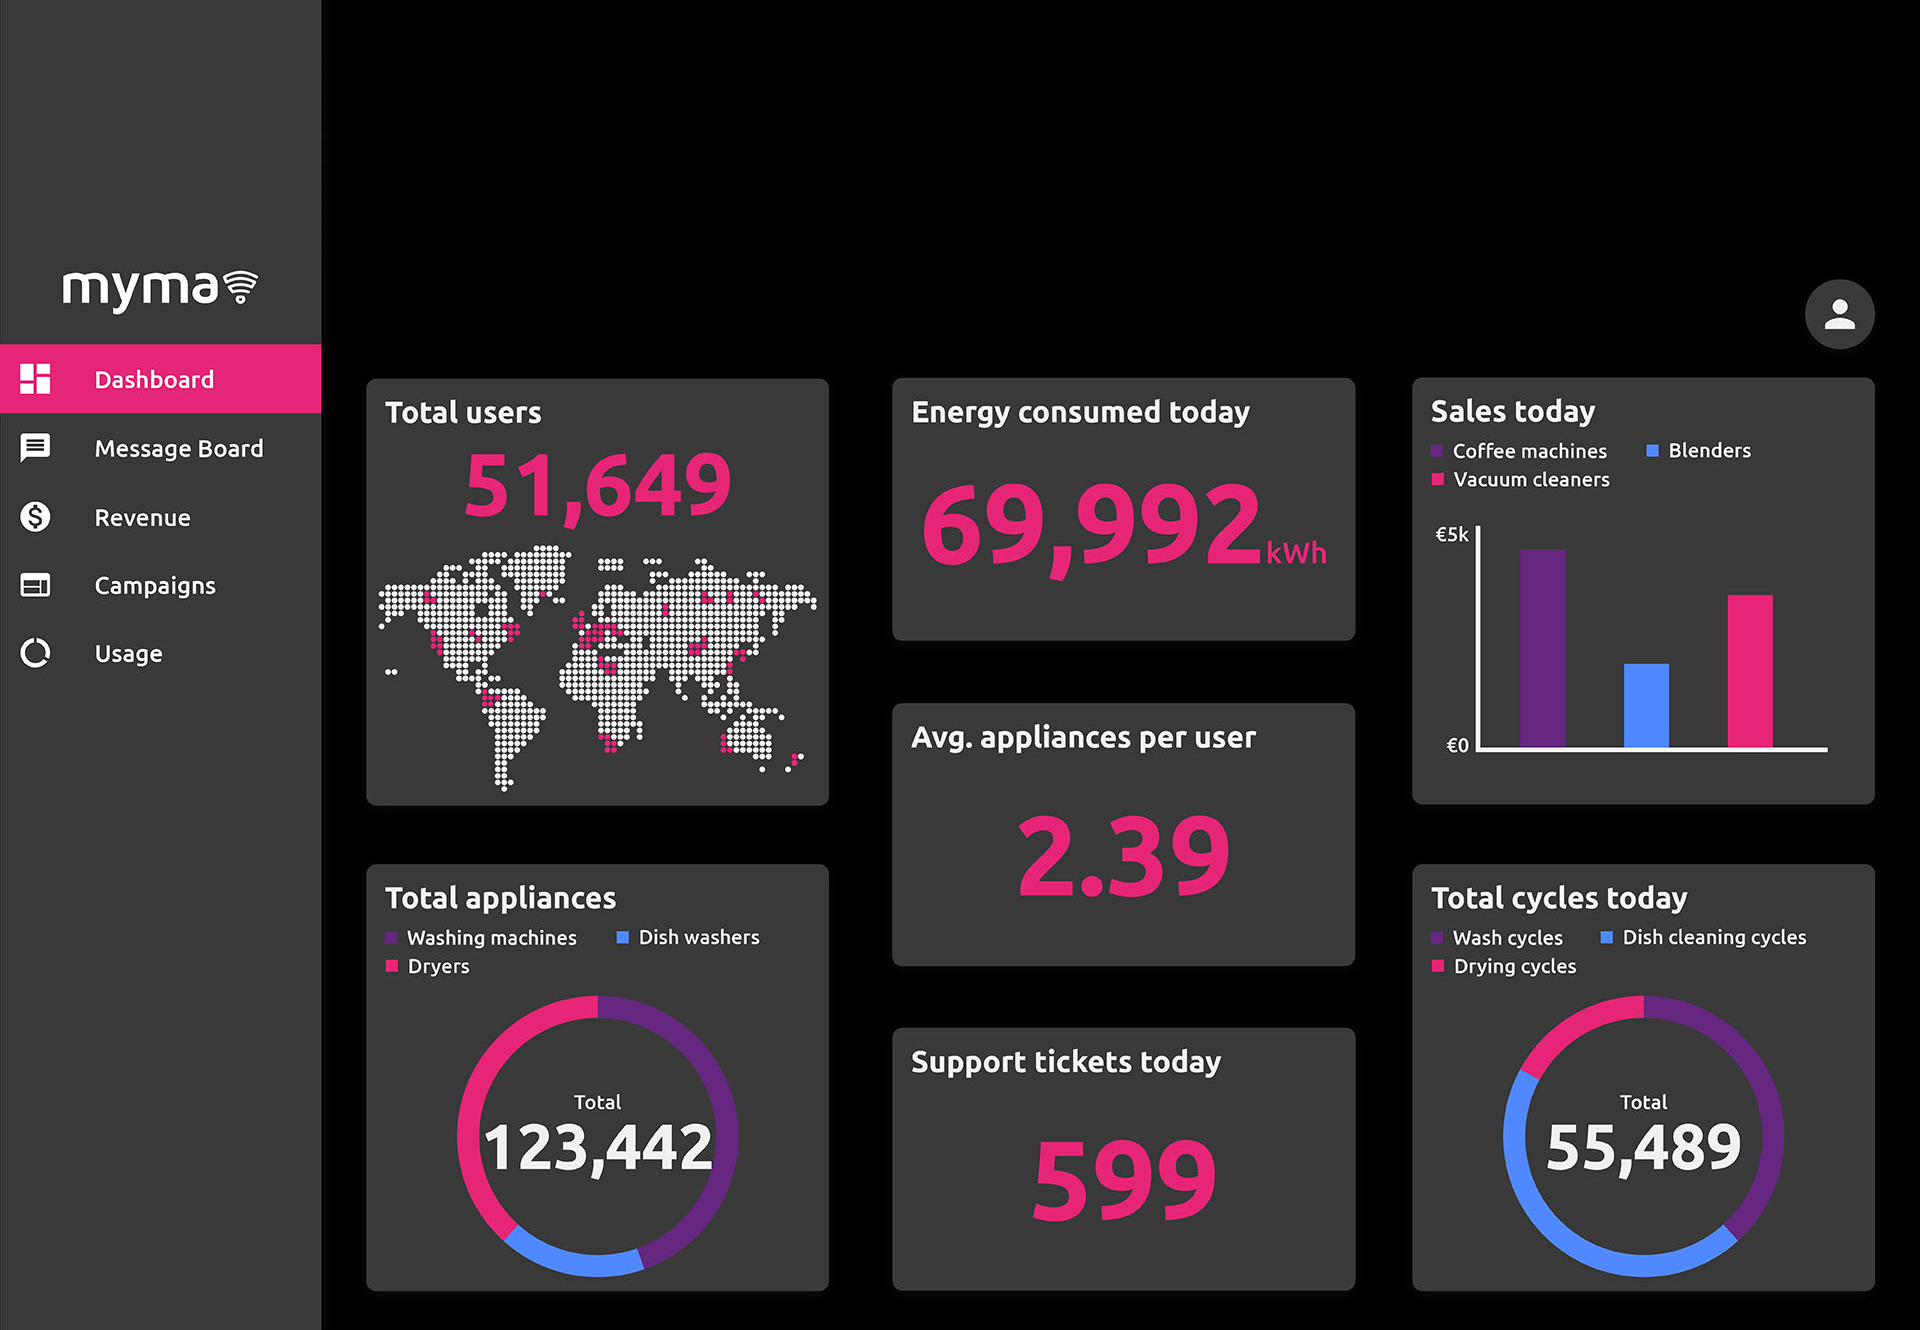 myma
Dashboard
Message Board
Revenue
Campaigns
Usage
Total users
51,649
Energy consumed today
69,992 kWh
Sales today
Coffee machines
Blenders
Vacuum cleaners
€5k
€0
Avg. appliances per user
2.39
Total appliances
Washing machines
Dish washers
Dryers
Total
123,442
Support tickets today
599
Total cycles today
Wash cycles
Dish cleaning cycles
Drying cycles
Total
55,489